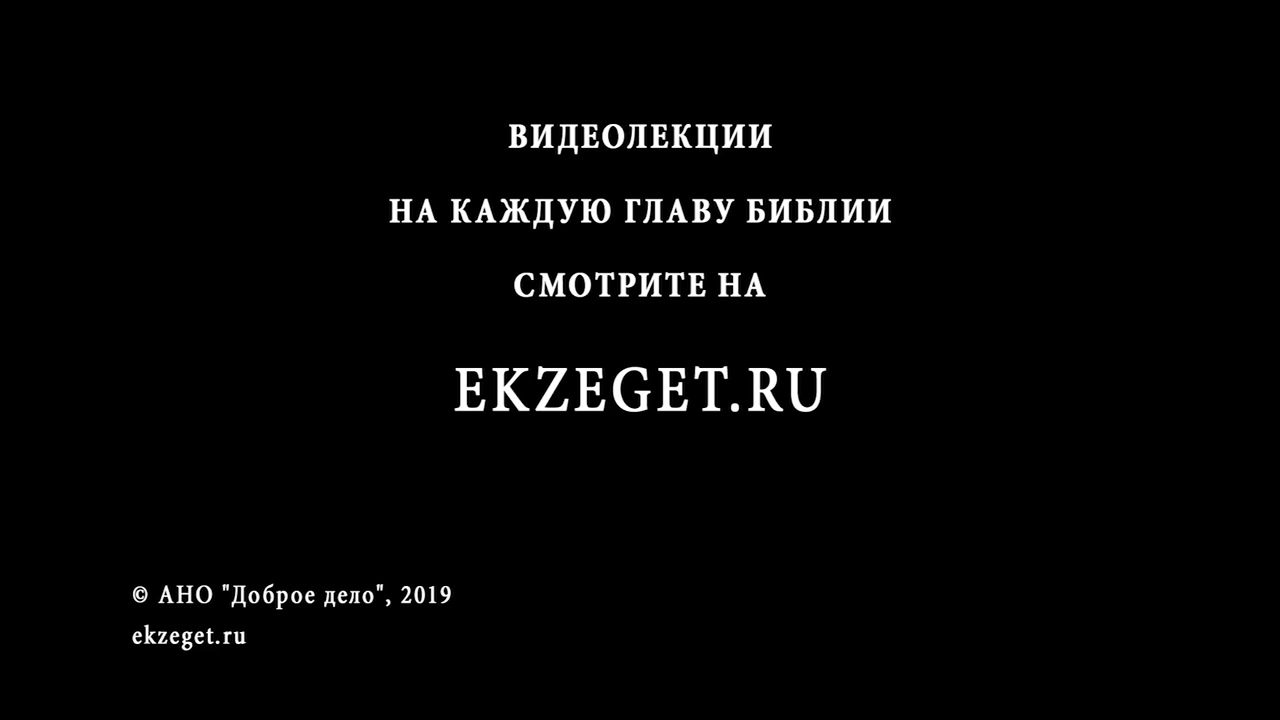 ВИДЕОЛЕКЦИИ
НА КАЖДУЮ ГЛАВУ БИБЛИИ
СМОТРИТЕ НА
EKZEGET.RU
© АНО "Доброе дело", 2019
ekzeget.ru